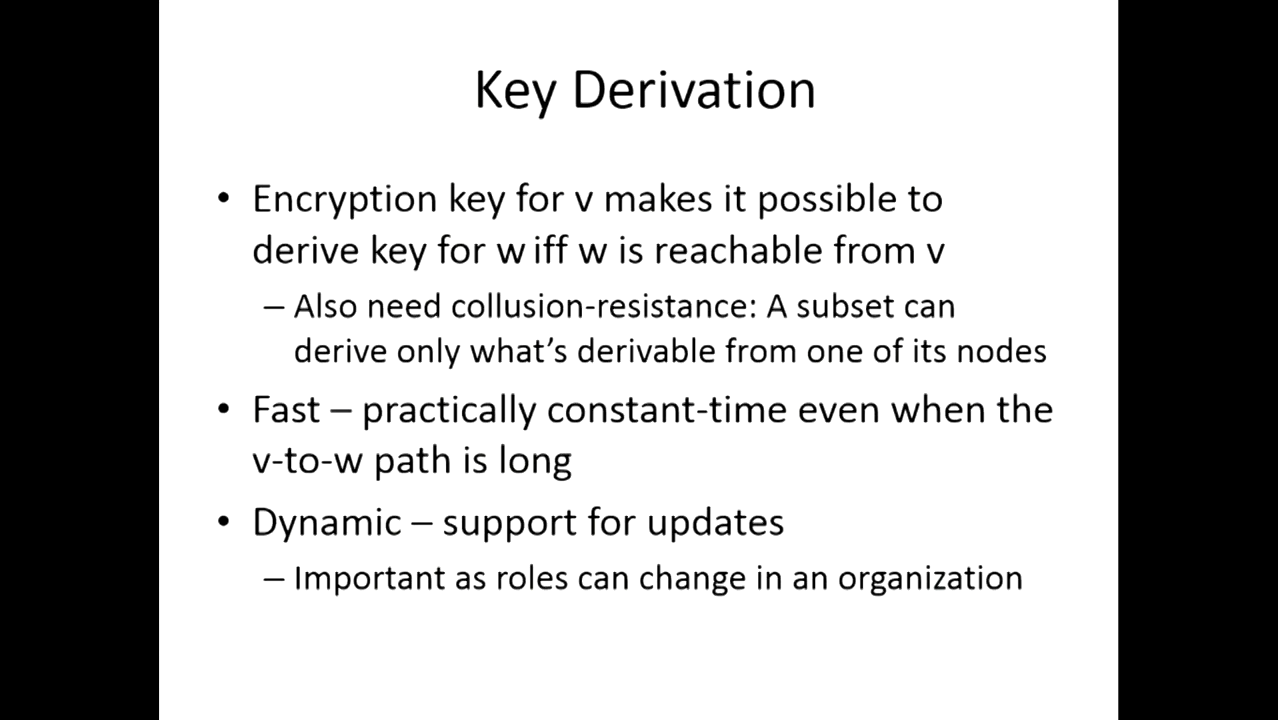 Key Derivation
• Encryption key for v makes it possible to
derive key for w iff w is reachable from v
– Also need collusion-resistance: A subset can
derive only what’s derivable from one of its nodes
• Fast – practically constant-time even when the
v-to-w path is long
• Dynamic – support for updates
– Important as roles can change in an organization